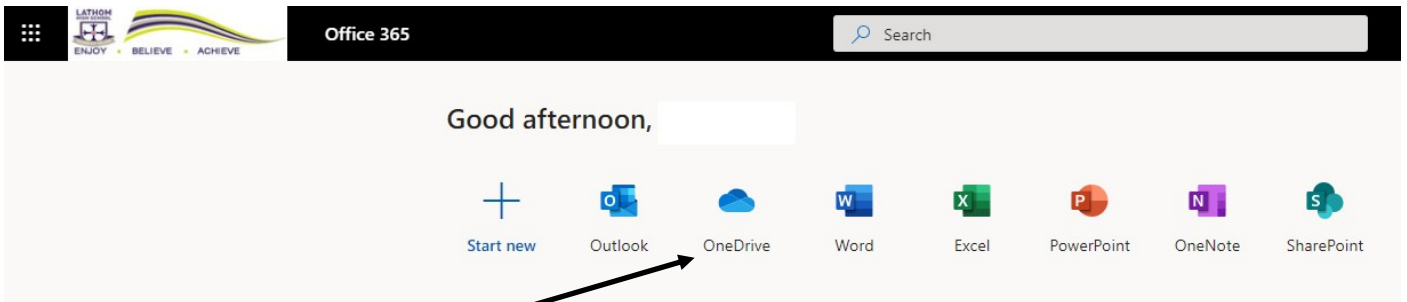 LATHOM
HIGH SCHOOL
ENJOY • BELIEVE • ACHIEVE
Office 365
Search
Good afternoon,
Start new
Outlook
OneDrive
Word
Excel
PowerPoint
OneNote
SharePoint